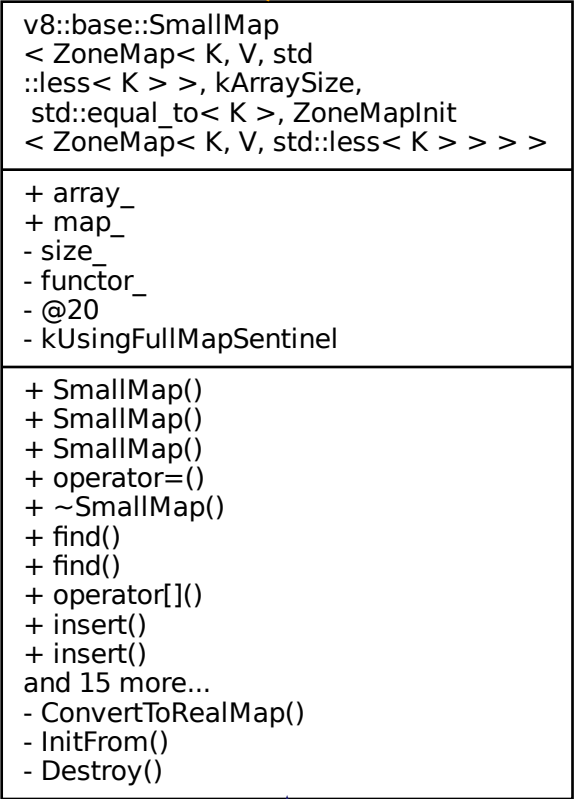 v8::base::SmallMap
< ZoneMap< K, V, std
::less< K > >, kArraySize,
std::equal_to< K >, ZoneMapInit
< ZoneMap< K, V, std::less< K > > > >
+ array_
+ map_
- size_
- functor_
- @20
- kUsingFullMapSentinel
+ SmallMap()
+ SmallMap()
+ SmallMap()
+ operator=()
+ ~SmallMap()
+ find()
+ find()
+ operator[]()
+ insert()
+ insert()
and 15 more...
- ConvertToRealMap()
- InitFrom()
- Destroy()